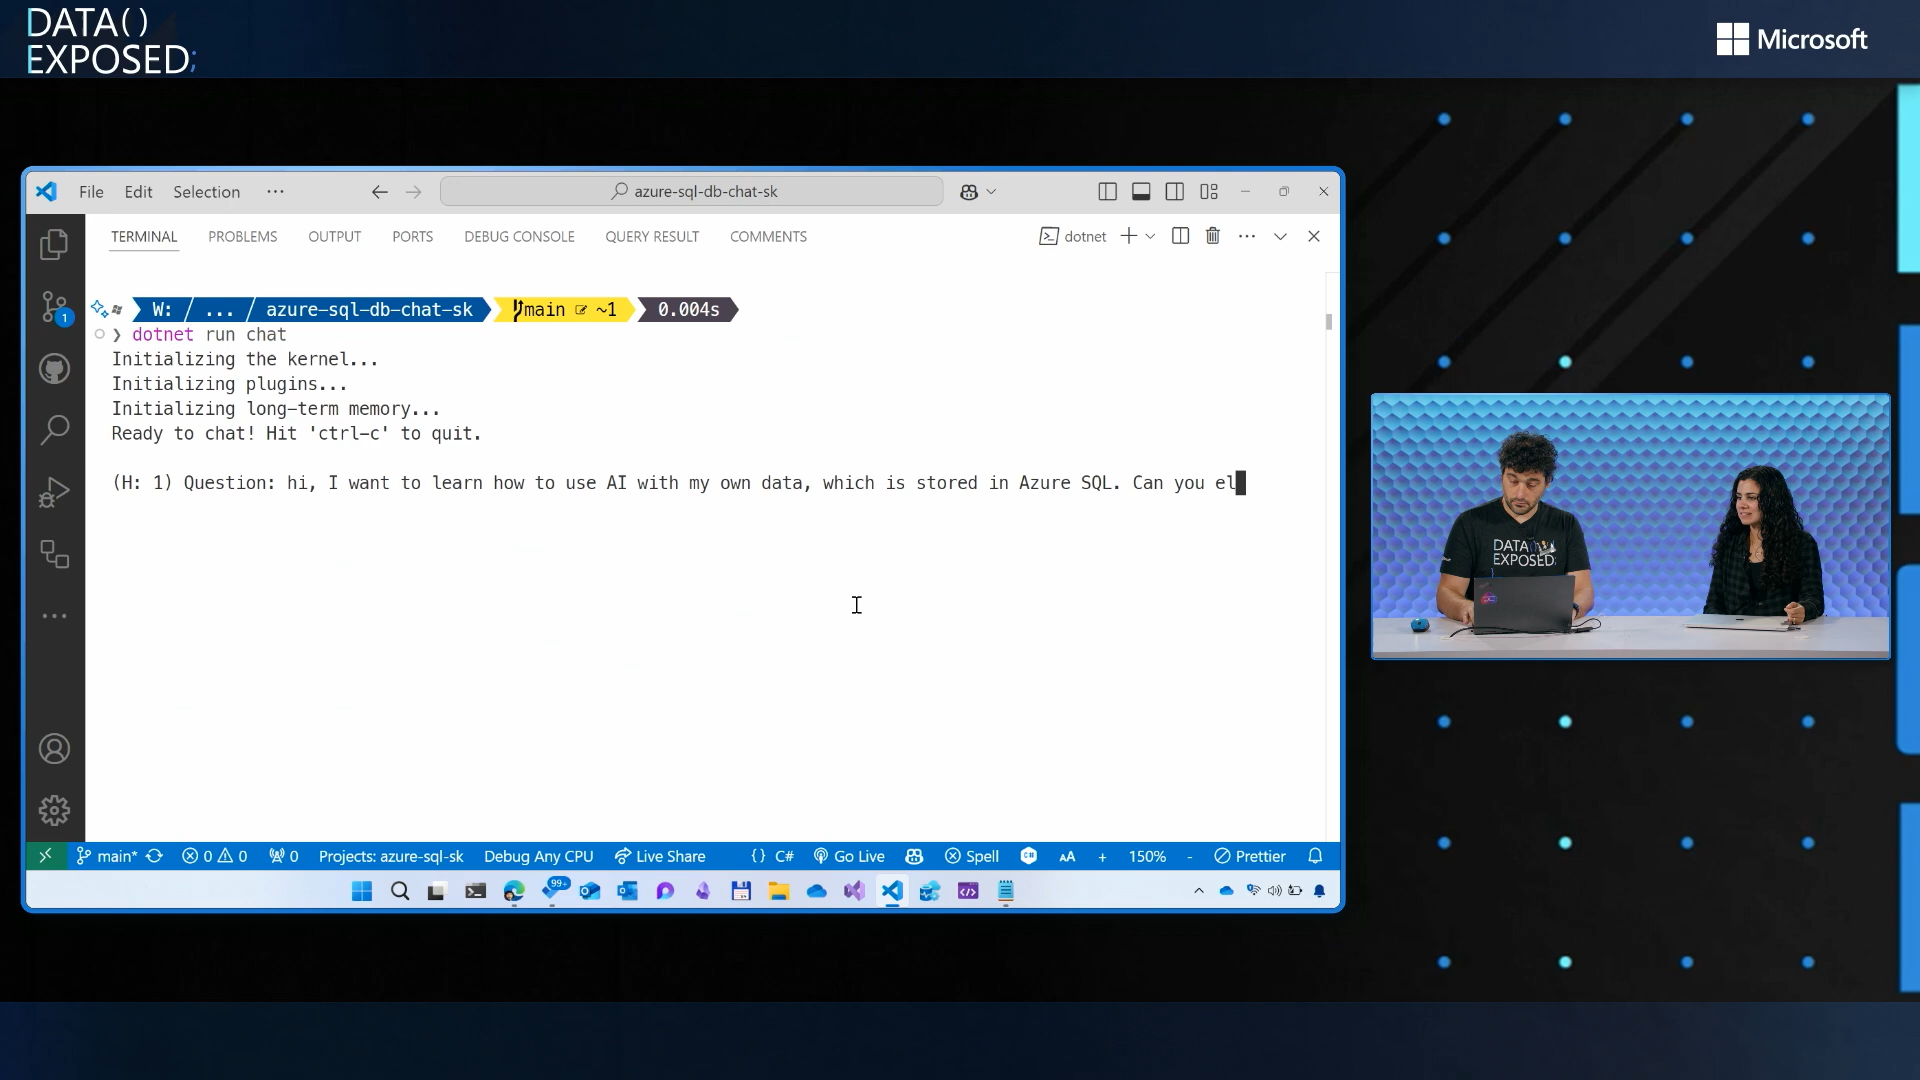 DATA()
EXPOSED;
Microsoft
File Edit Selection ···
azure-sql-db-chat-sk
TERMINAL PROBLEMS OUTPUT PORTS DEBUG CONSOLE QUERY RESULT COMMENTS
dotnet
W: / ... / azure-sql-db-chat-sk main ~1 0.004s
❯ dotnet run chat
Initializing the kernel...
Initializing plugins...
Initializing long-term memory...
Ready to chat! Hit 'ctrl-c' to quit.
(H: 1) Question: hi, I want to learn how to use AI with my own data, which is stored in Azure SQL. Can you el
1
DATA
EXPOSED;
main* 0 0 0 Projects: azure-sql-sk Debug Any CPU Live Share {} C# Go Live Spell AA + 150% - Prettier
99+